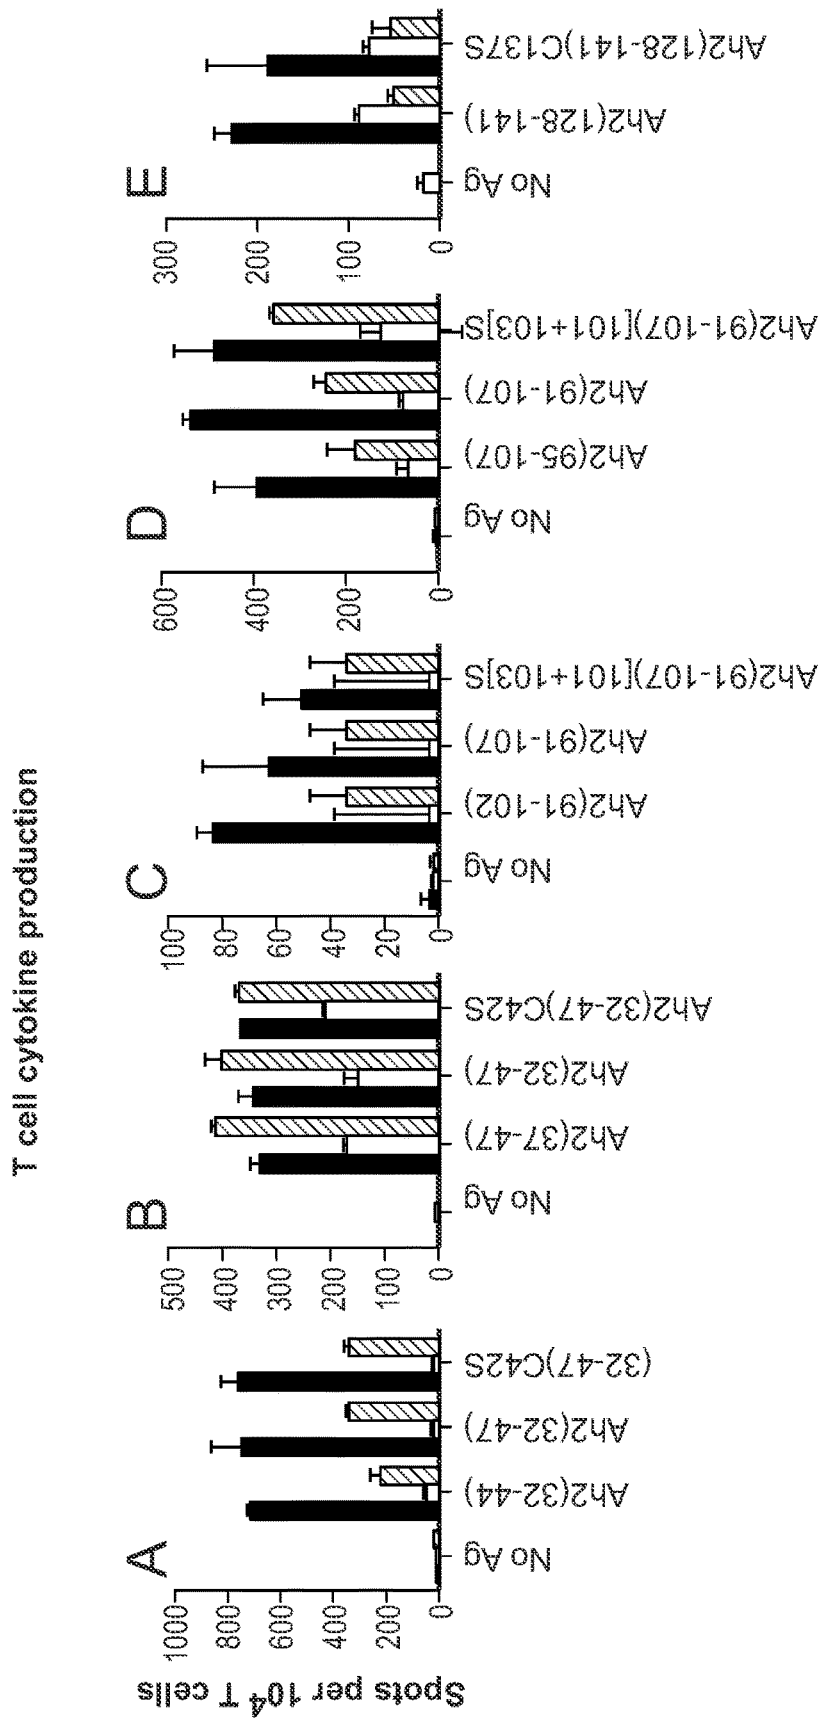 T cell cytokine production
Spots per 10⁴ T cells
A
1000
800
600
400
200
0
No Ag
Ah2(32-44)
Ah2(32-47)
(32-47)C42S
B
500
400
300
200
100
0
No Ag
Ah2(37-47)
Ah2(32-47)
Ah2(32-47)C42S
C
100
80
60
40
20
0
No Ag
Ah2(91-102)
Ah2(91-107)
Ah2(91-107)[101+103]S
D
600
400
200
0
No Ag
Ah2(95-107)
Ah2(91-107)
Ah2(91-107)[101+103]S
E
300
200
100
0
No Ag
Ah2(128-141)
Ah2(128-141)C137S